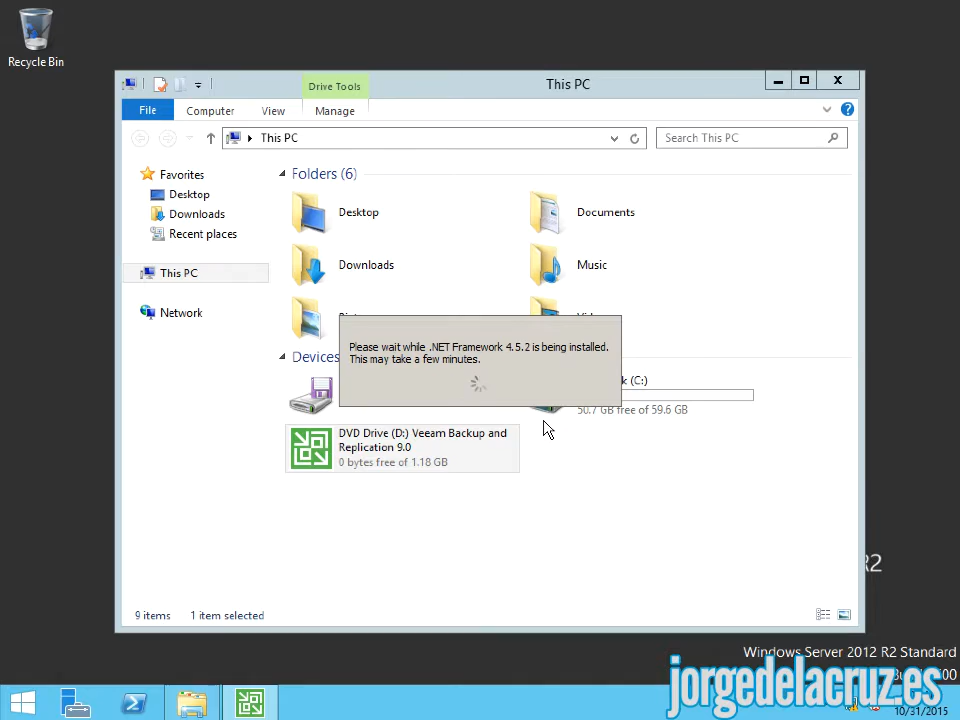 Recycle Bin
Drive Tools
This PC
File
Computer
View
Manage
This PC
Search This PC
Favorites
Desktop
Downloads
Recent places
This PC
Network
Folders (6)
Desktop
Documents
Downloads
Music
Please wait while .NET Framework 4.5.2 is being installed.
This may take a few minutes.
Devices
k (C:)
50.7 GB free of 59.6 GB
DVD Drive (D:) Veeam Backup and
Replication 9.0
0 bytes free of 1.18 GB
R2
9 items
1 item selected
Windows Server 2012 R2 Standard
jorgedelacruz.es
10/31/2015